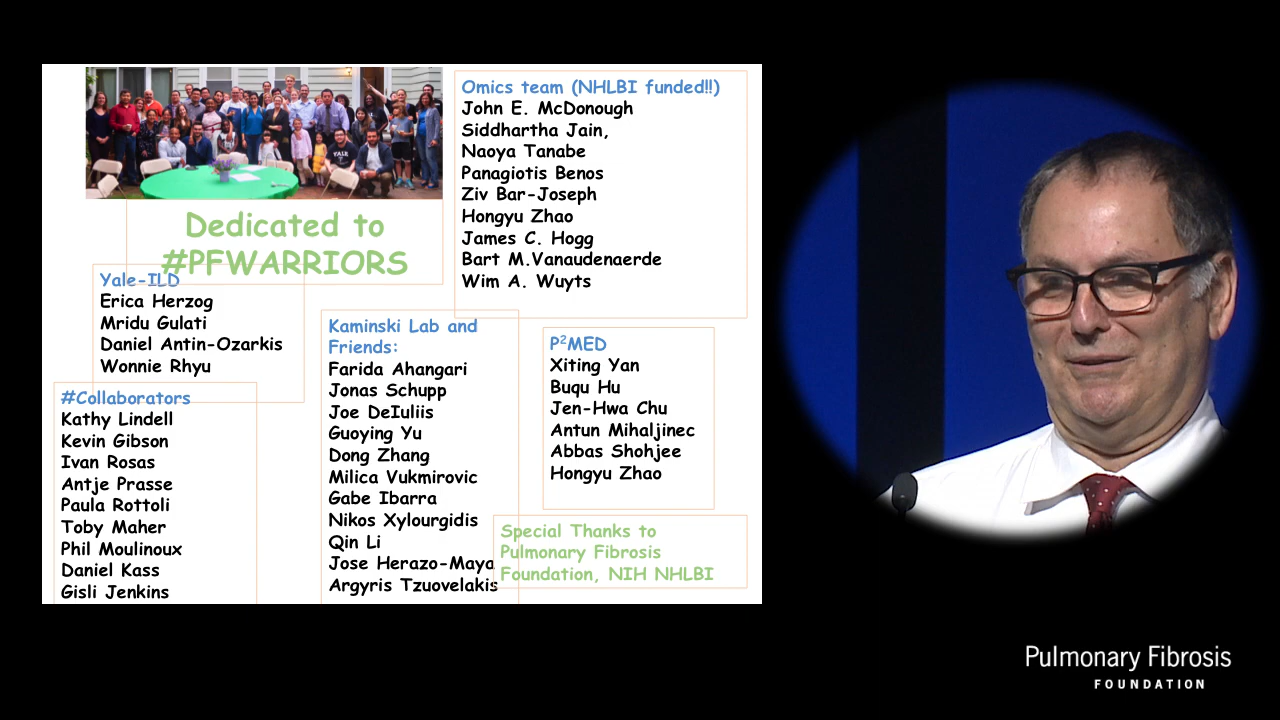 Omics team (NHLBI funded!!)
John E. McDonough
Siddhartha Jain,
Naoya Tanabe
Panagiotis Benos
Ziv Bar-Joseph
Hongyu Zhao
James C. Hogg
Bart M.Vanaudenaerde
Wim A. Wuyts
YALE
Dedicated to
#PFWARRIORS
Yale-ILD
Erica Herzog
Mridu Gulati
Daniel Antin-Ozarkis
Wonnie Rhyu
#Collaborators
Kathy Lindell
Kevin Gibson
Ivan Rosas
Antje Prasse
Paula Rottoli
Toby Maher
Phil Moulinoux
Daniel Kass
Gisli Jenkins
Kaminski Lab and
Friends:
Farida Ahangari
Jonas Schupp
Joe DeIuliis
Guoying Yu
Dong Zhang
Milica Vukmirovic
Gabe Ibarra
Nikos Xylourgidis
Qin Li
Jose Herazo-Maya
Argyris Tzuovelakis
P²MED
Xiting Yan
Buqu Hu
Jen-Hwa Chu
Antun Mihaljinec
Abbas Shohjee
Hongyu Zhao
Special Thanks to
Pulmonary Fibrosis
Foundation, NIH NHLBI
Pulmonary Fibrosis
FOUNDATION